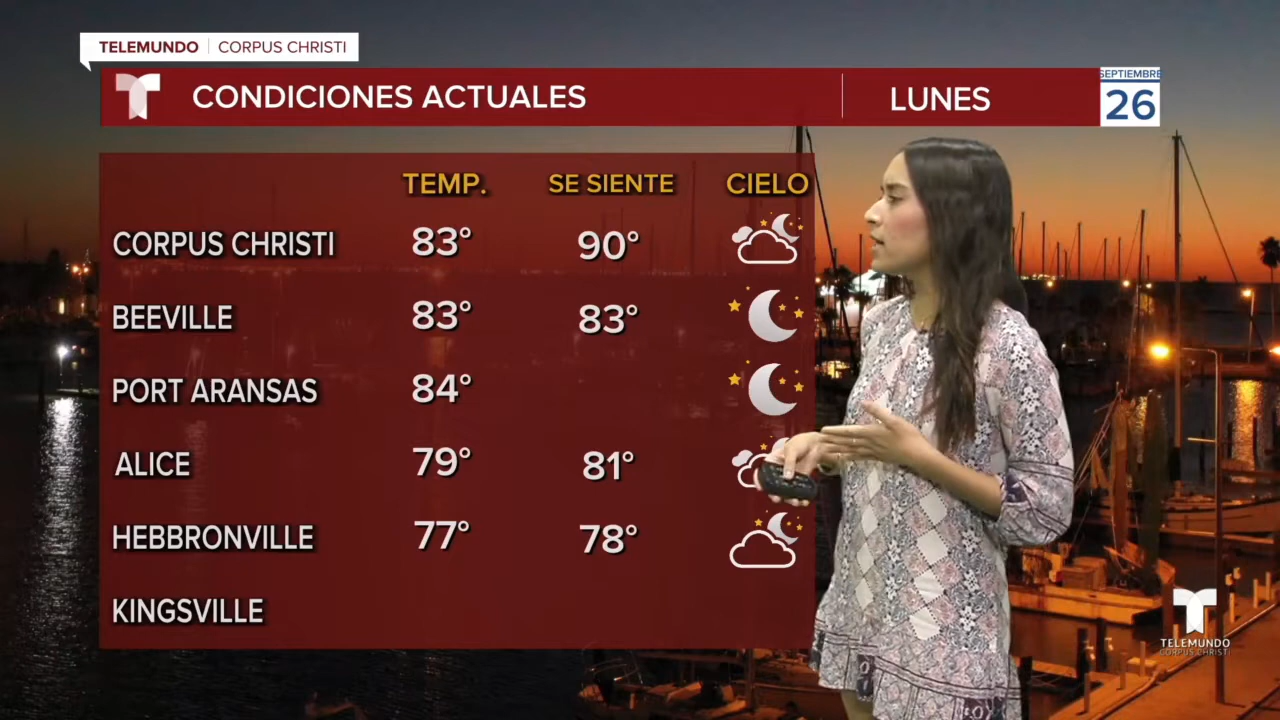 TELEMUNDO | CORPUS CHRISTI
CONDICIONES ACTUALES
LUNES
SEPTIEMBRE
26
TEMP. SE SIENTE CIELO
CORPUS CHRISTI 83° 90°
BEEVILLE 83° 83°
PORT ARANSAS 84°
ALICE 79° 81°
HEBBRONVILLE 77° 78°
KINGSVILLE
TELEMUNDO
CORPUS CHRISTI